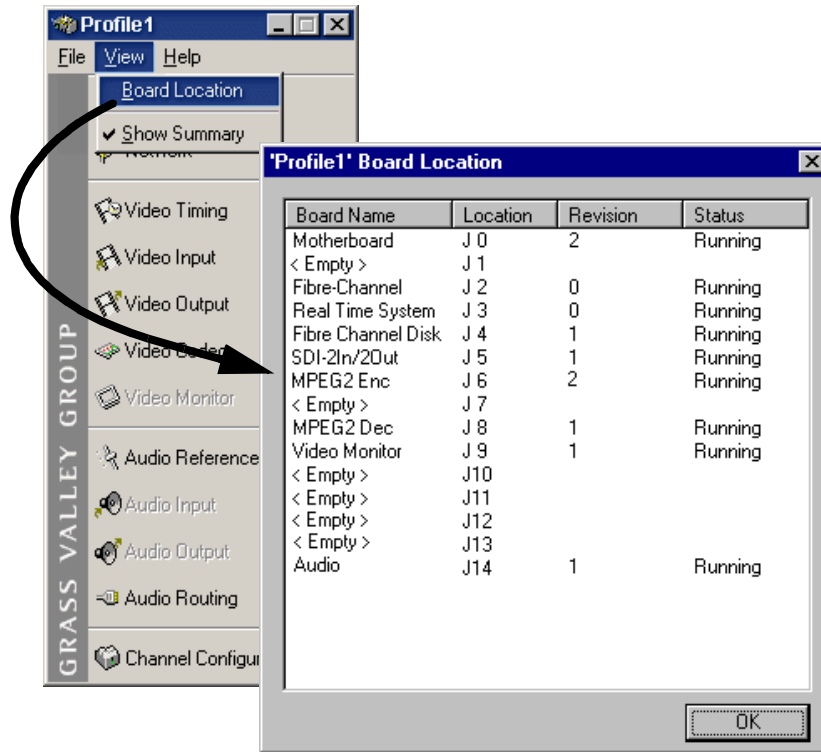 Profile1
File View Help
Board Location
✔ Show Summary
Network
Video Timing
Video Input
Video Output
Video Codec
Video Monitor
Audio Reference
Audio Input
Audio Output
Audio Routing
Channel Configur
GRASS VALLEY GROUP
'Profile1' Board Location
Board Name Location Revision Status
Motherboard J 0 2 Running
< Empty > J 1
Fibre-Channel J 2 0 Running
Real Time System J 3 0 Running
Fibre Channel Disk J 4 1 Running
SDI-2In/2Out J 5 1 Running
MPEG2 Enc J 6 2 Running
< Empty > J 7
MPEG2 Dec J 8 1 Running
Video Monitor J 9 1 Running
< Empty > J10
< Empty > J11
< Empty > J12
< Empty > J13
Audio J14 1 Running
OK